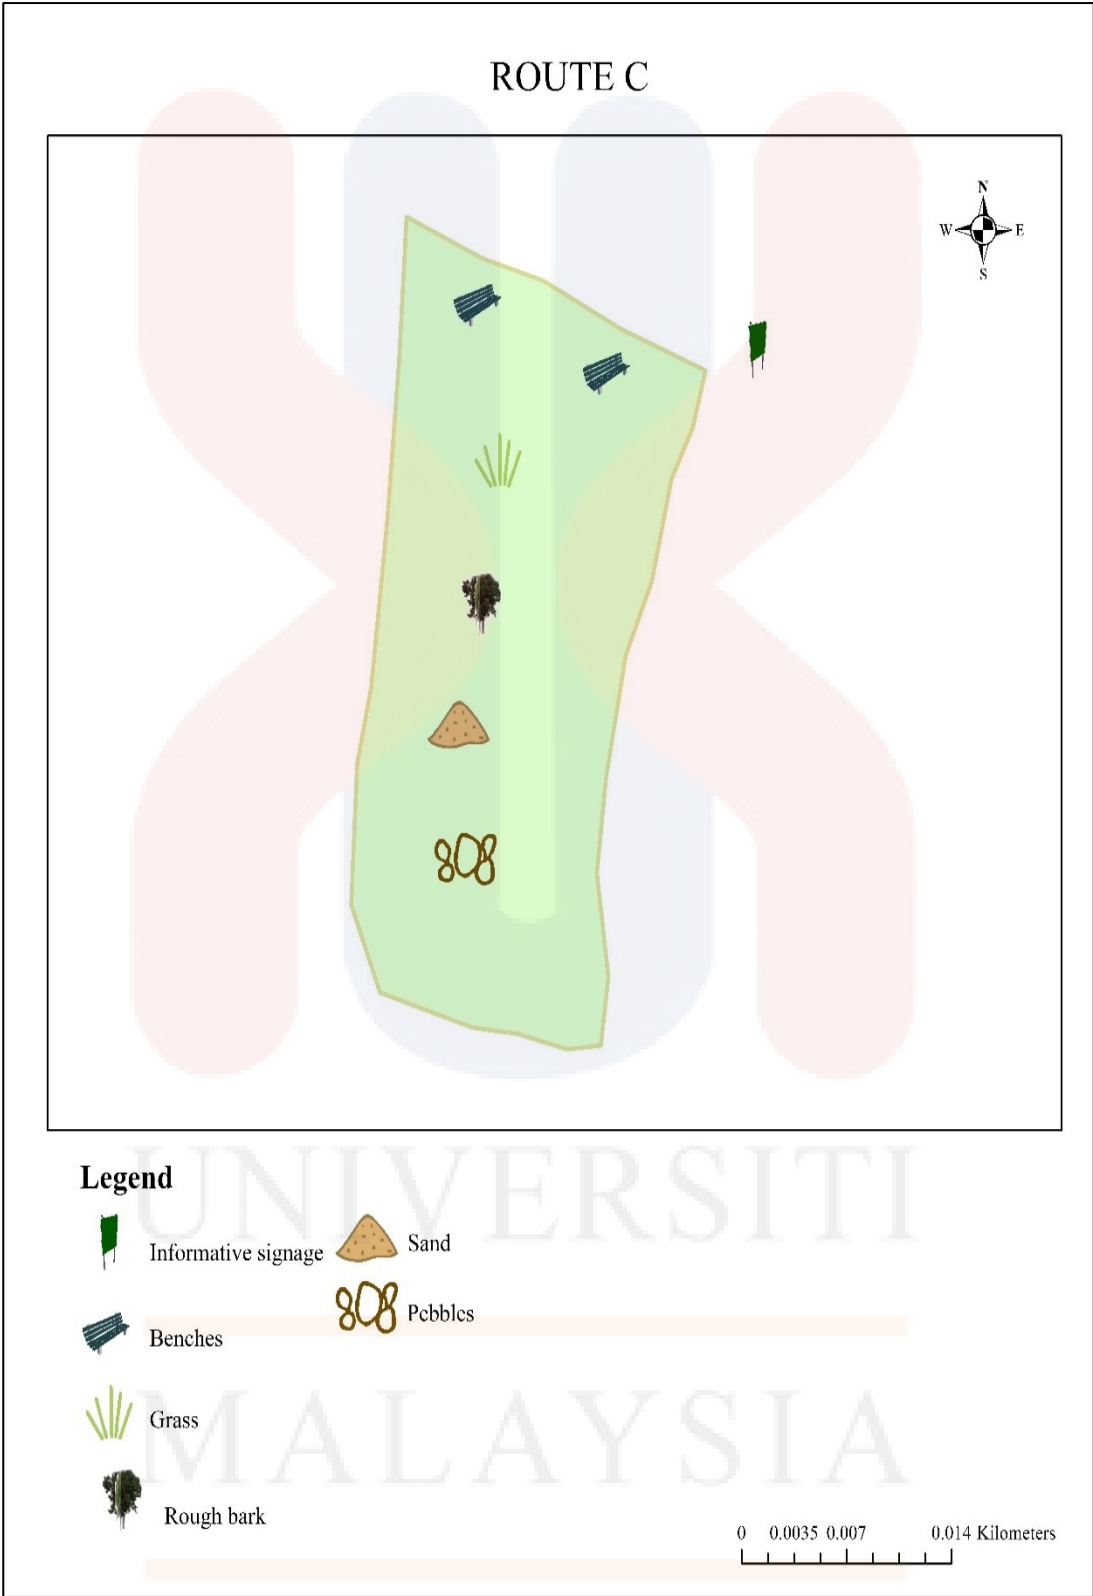 ROUTE C
N
W E
S
Legend
Informative signage
Sand
Pebbles
Benches
Grass
Rough bark
0 0.0035 0.007 0.014 Kilometers
UNIVERSITI
MALAYSIA